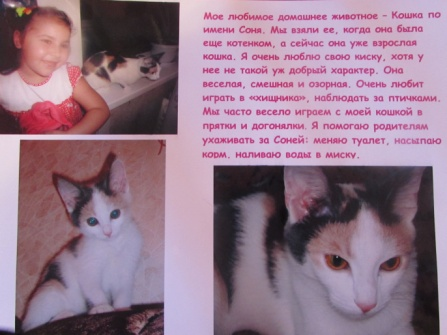 Мое любимое домашнее животное – Кошка по
имени Соня. Мы взяли ее, когда она была
еще котенком, а сейчас она уже взрослая
кошка. Я очень люблю свою киску, хотя у
нее не такой уж добрый характер. Она
веселая, смешная и озорная. Очень любит
играть в «хищника», наблюдать за птичками.
Мы часто весело играем с моей кошкой в
прятки и догонялки. Я помогаю родителям
ухаживать за Соней: меняю туалет, насыпаю
корм, наливаю воды в миску.